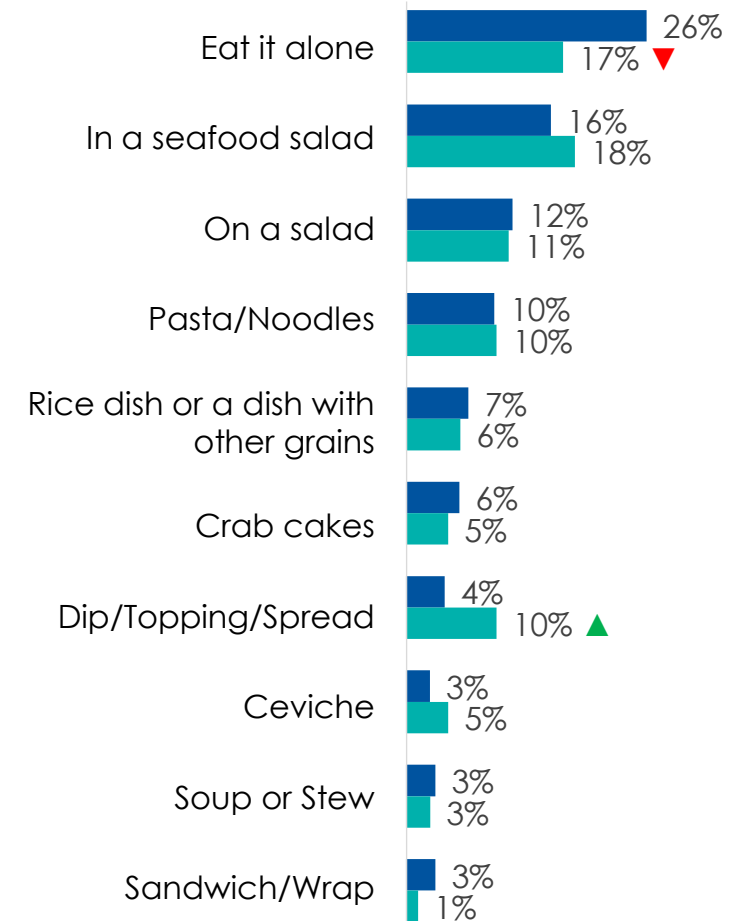 Eat it alone
26%
17% ▼
In a seafood salad
16%
18%
On a salad
12%
11%
Pasta/Noodles
10%
10%
Rice dish or a dish with
other grains
7%
6%
Crab cakes
6%
5%
Dip/Topping/Spread
4%
10% ▲
Ceviche
3%
5%
Soup or Stew
3%
3%
Sandwich/Wrap
3%
1%